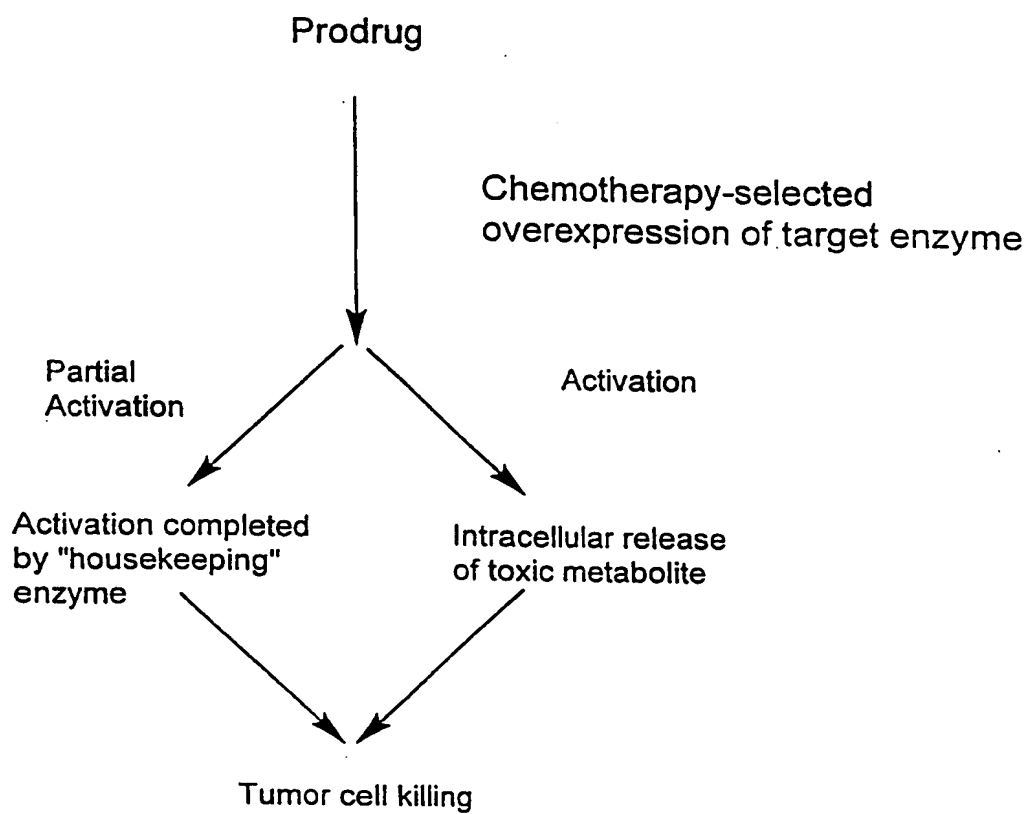 Prodrug
Chemotherapy-selected
overexpression of target enzyme
Partial
Activation
Activation
Activation completed
by "housekeeping"
enzyme
Intracellular release
of toxic metabolite
Tumor cell killing